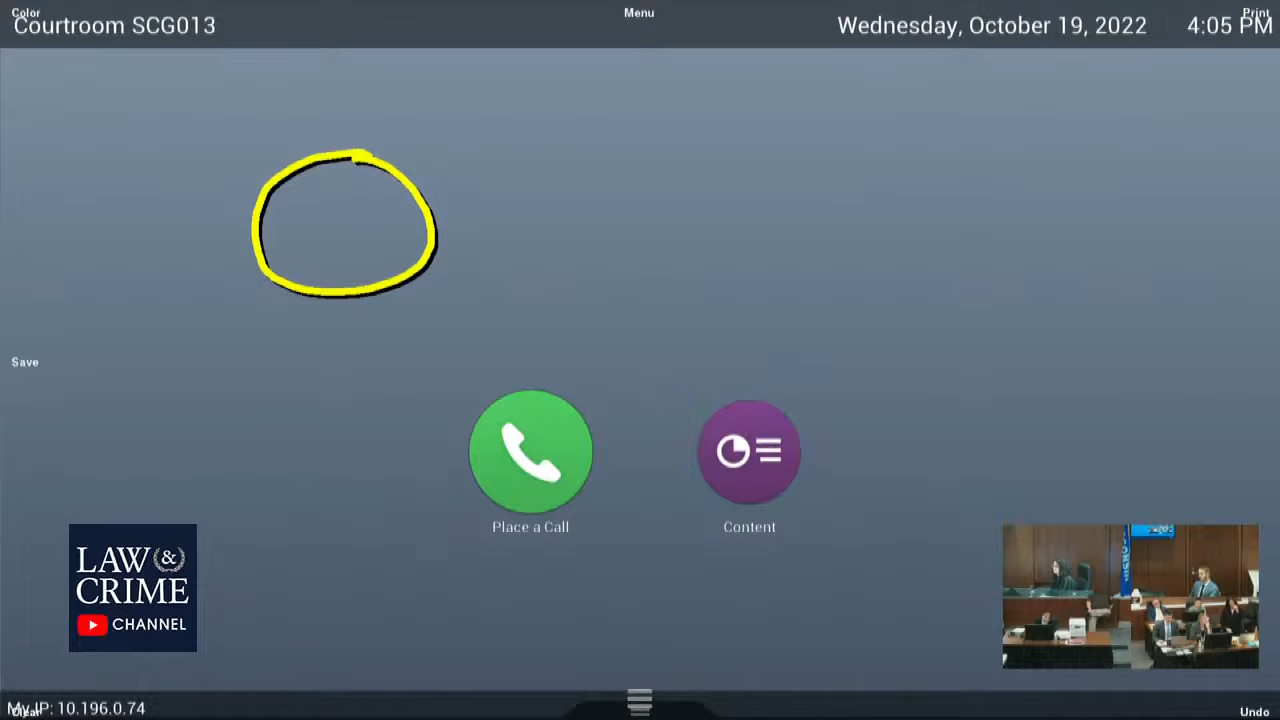 Color
Menu
Print
Courtroom SCG013
Wednesday, October 19, 2022
4:05 PM
Save
Place a Call
Content
LAW &
CRIME
CHANNEL
My IP: 10.196.0.74
Clear
Undo